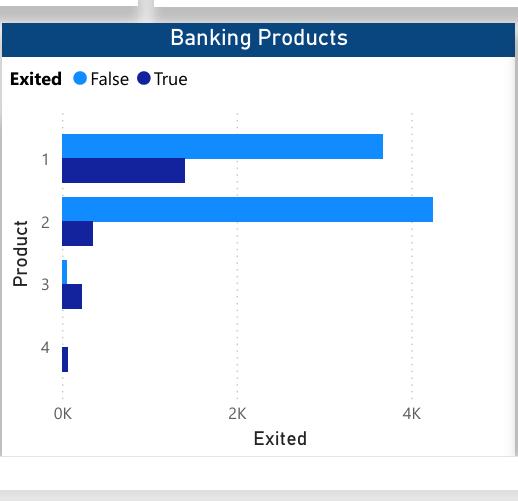 Banking Products
Exited False True
1
2
3
4
Product
0K 2K 4K
Exited